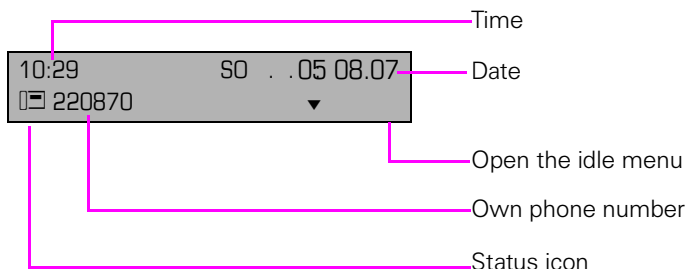 Time
10:29 SO . . 05 08.07
Date
220870
Open the idle menu
Own phone number
Status icon